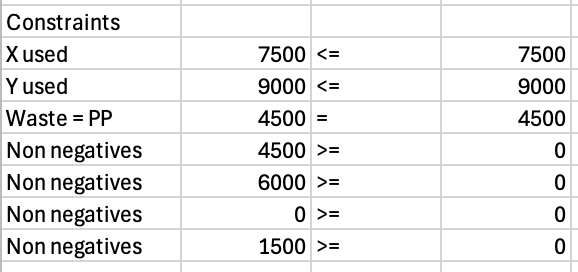 Constraints
X used 7500 <= 7500
Y used 9000 <= 9000
Waste = PP 4500 = 4500
Non negatives 4500 >= 0
Non negatives 6000 >= 0
Non negatives 0 >= 0
Non negatives 1500 >= 0